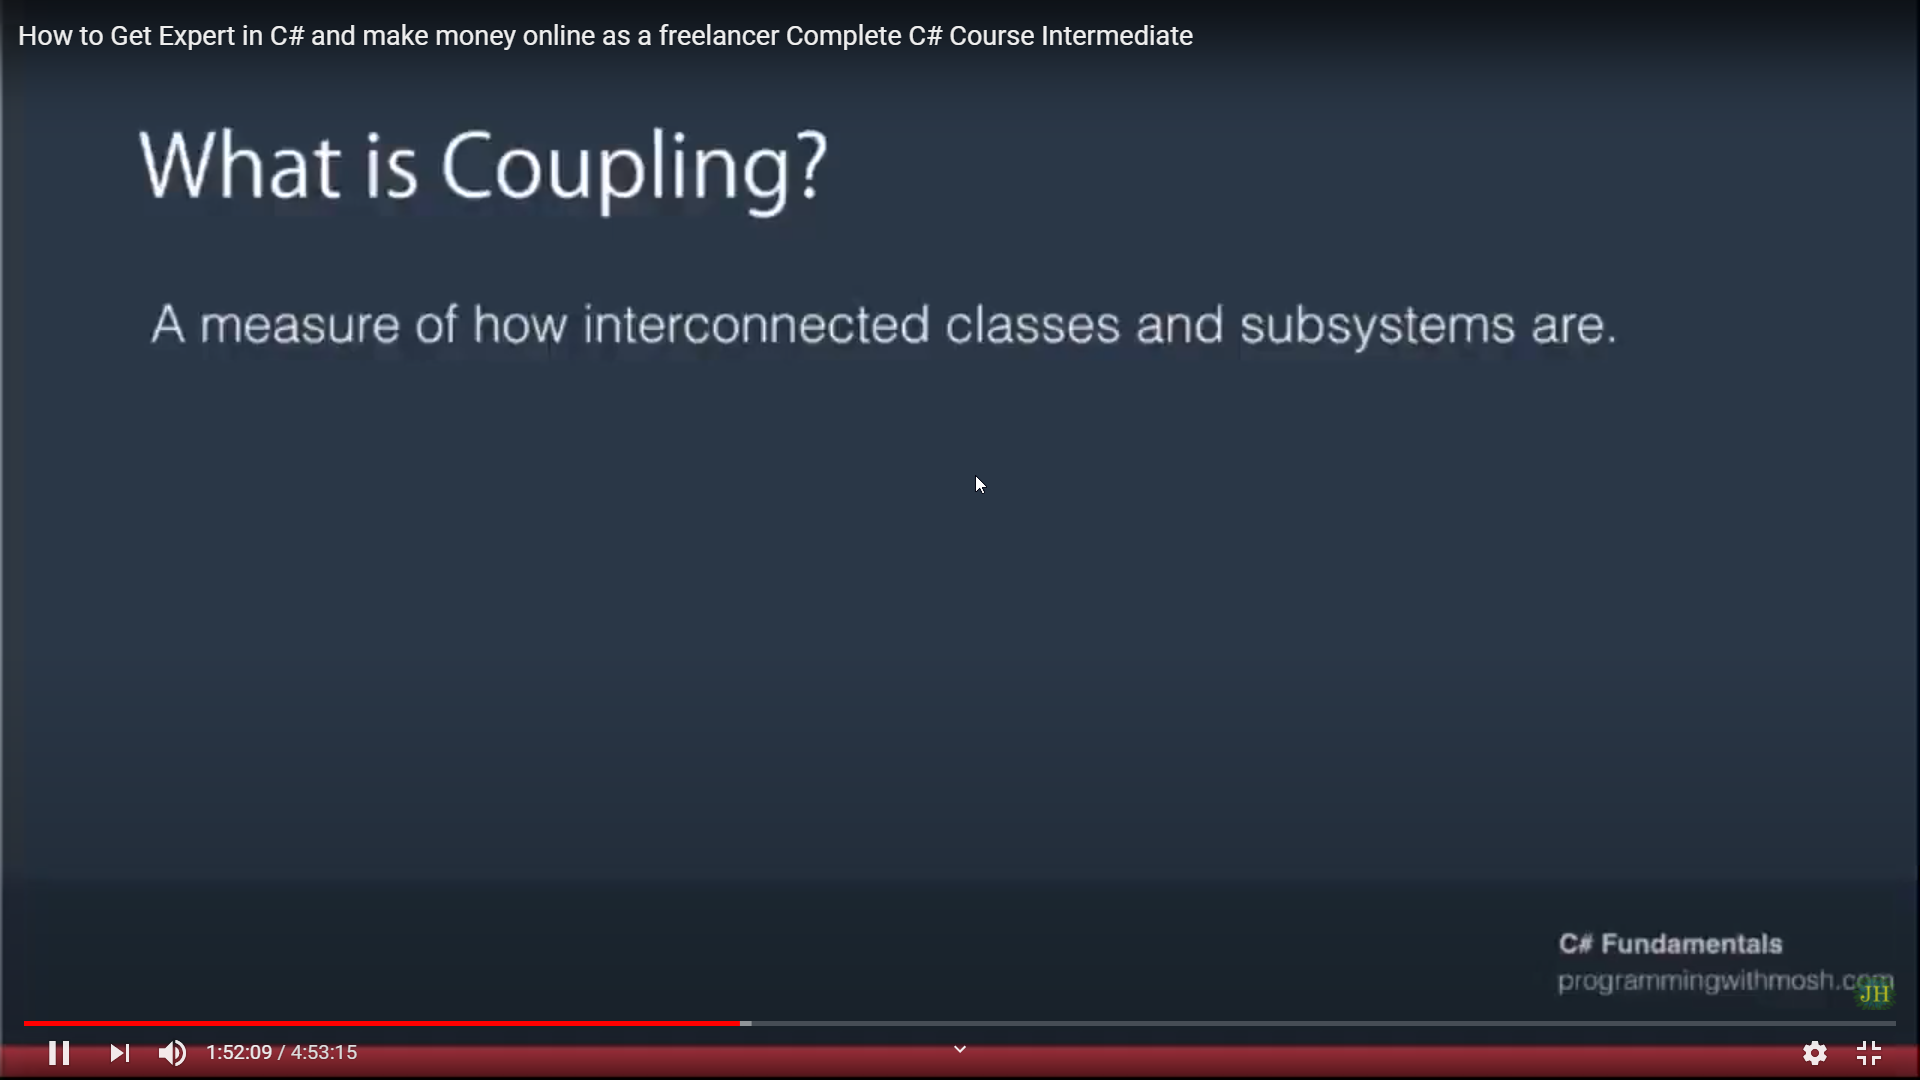 How to Get Expert in C# and make money online as a freelancer Complete C# Course Intermediate
What is Coupling?
A measure of how interconnected classes and subsystems are.
C# Fundamentals
programmingwithmosh.com
JH
1:52:09 / 4:53:15